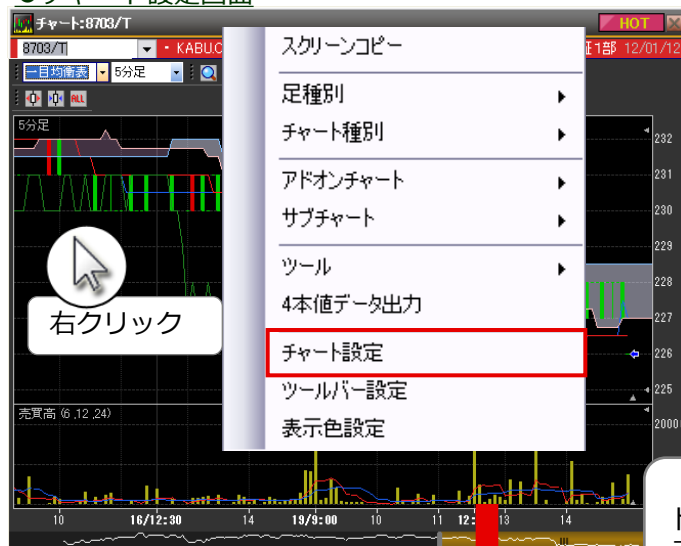 チャート:8703/T
HOT
8703/T
・KABU.C
証1部 12/01/12
一目均衡表
5分足
ALL
5分足
232
231
230
229
228
227
226
225
右クリック
スクリーンコピー
足種別
チャート種別
アドオンチャート
サブチャート
ツール
4本値データ出力
チャート設定
ツールバー設定
表示色設定
売買高 (6 ,12 ,24)
2000
10
16/12:30
14
19/9:00
10
11
12:
13
14